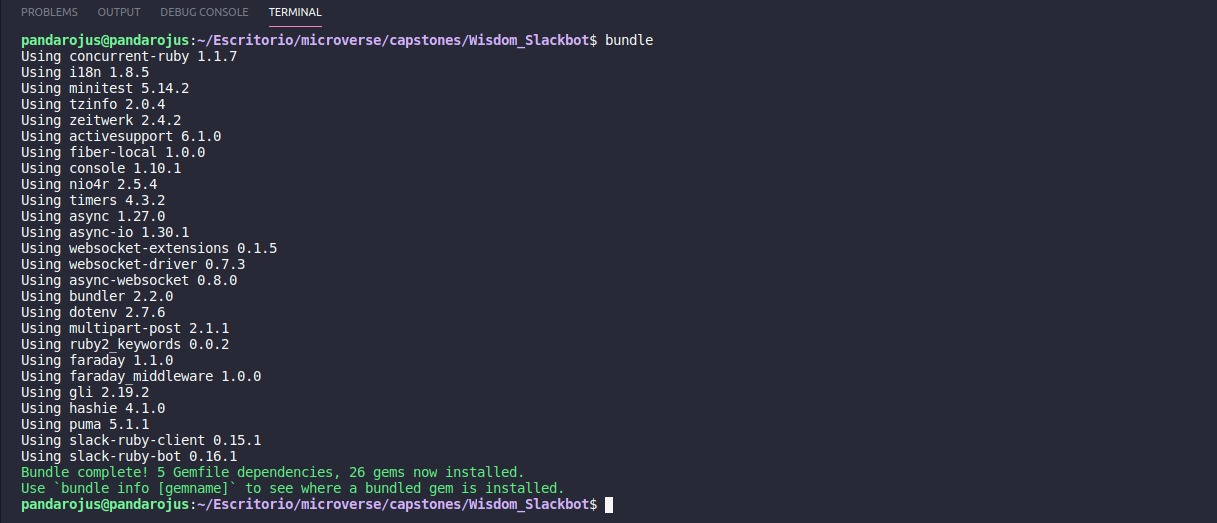 PROBLEMS OUTPUT DEBUG CONSOLE TERMINAL
pandarojus@pandarojus:~/Escritorio/microverse/capstones/Wisdom_Slackbot$ bundle
Using concurrent-ruby 1.1.7
Using i18n 1.8.5
Using minitest 5.14.2
Using tzinfo 2.0.4
Using zeitwerk 2.4.2
Using activesupport 6.1.0
Using fiber-local 1.0.0
Using console 1.10.1
Using nio4r 2.5.4
Using timers 4.3.2
Using async 1.27.0
Using async-io 1.30.1
Using websocket-extensions 0.1.5
Using websocket-driver 0.7.3
Using async-websocket 0.8.0
Using bundler 2.2.0
Using dotenv 2.7.6
Using multipart-post 2.1.1
Using ruby2_keywords 0.0.2
Using faraday 1.1.0
Using faraday_middleware 1.0.0
Using gli 2.19.2
Using hashie 4.1.0
Using puma 5.1.1
Using slack-ruby-client 0.15.1
Using slack-ruby-bot 0.16.1
Bundle complete! 5 Gemfile dependencies, 26 gems now installed.
Use `bundle info [gemname]` to see where a bundled gem is installed.
pandarojus@pandarojus:~/Escritorio/microverse/capstones/Wisdom_Slackbot$